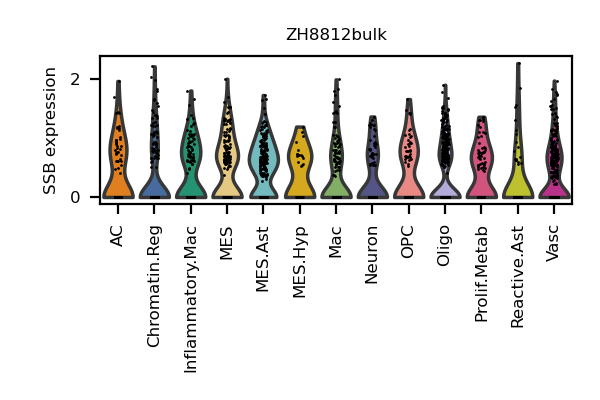 ZH8812bulk
SSB expression
2
0
AC
Chromatin.Reg
Inflammatory.Mac
MES
MES.Ast
MES.Hyp
Mac
Neuron
OPC
Oligo
Prolif.Metab
Reactive.Ast
Vasc